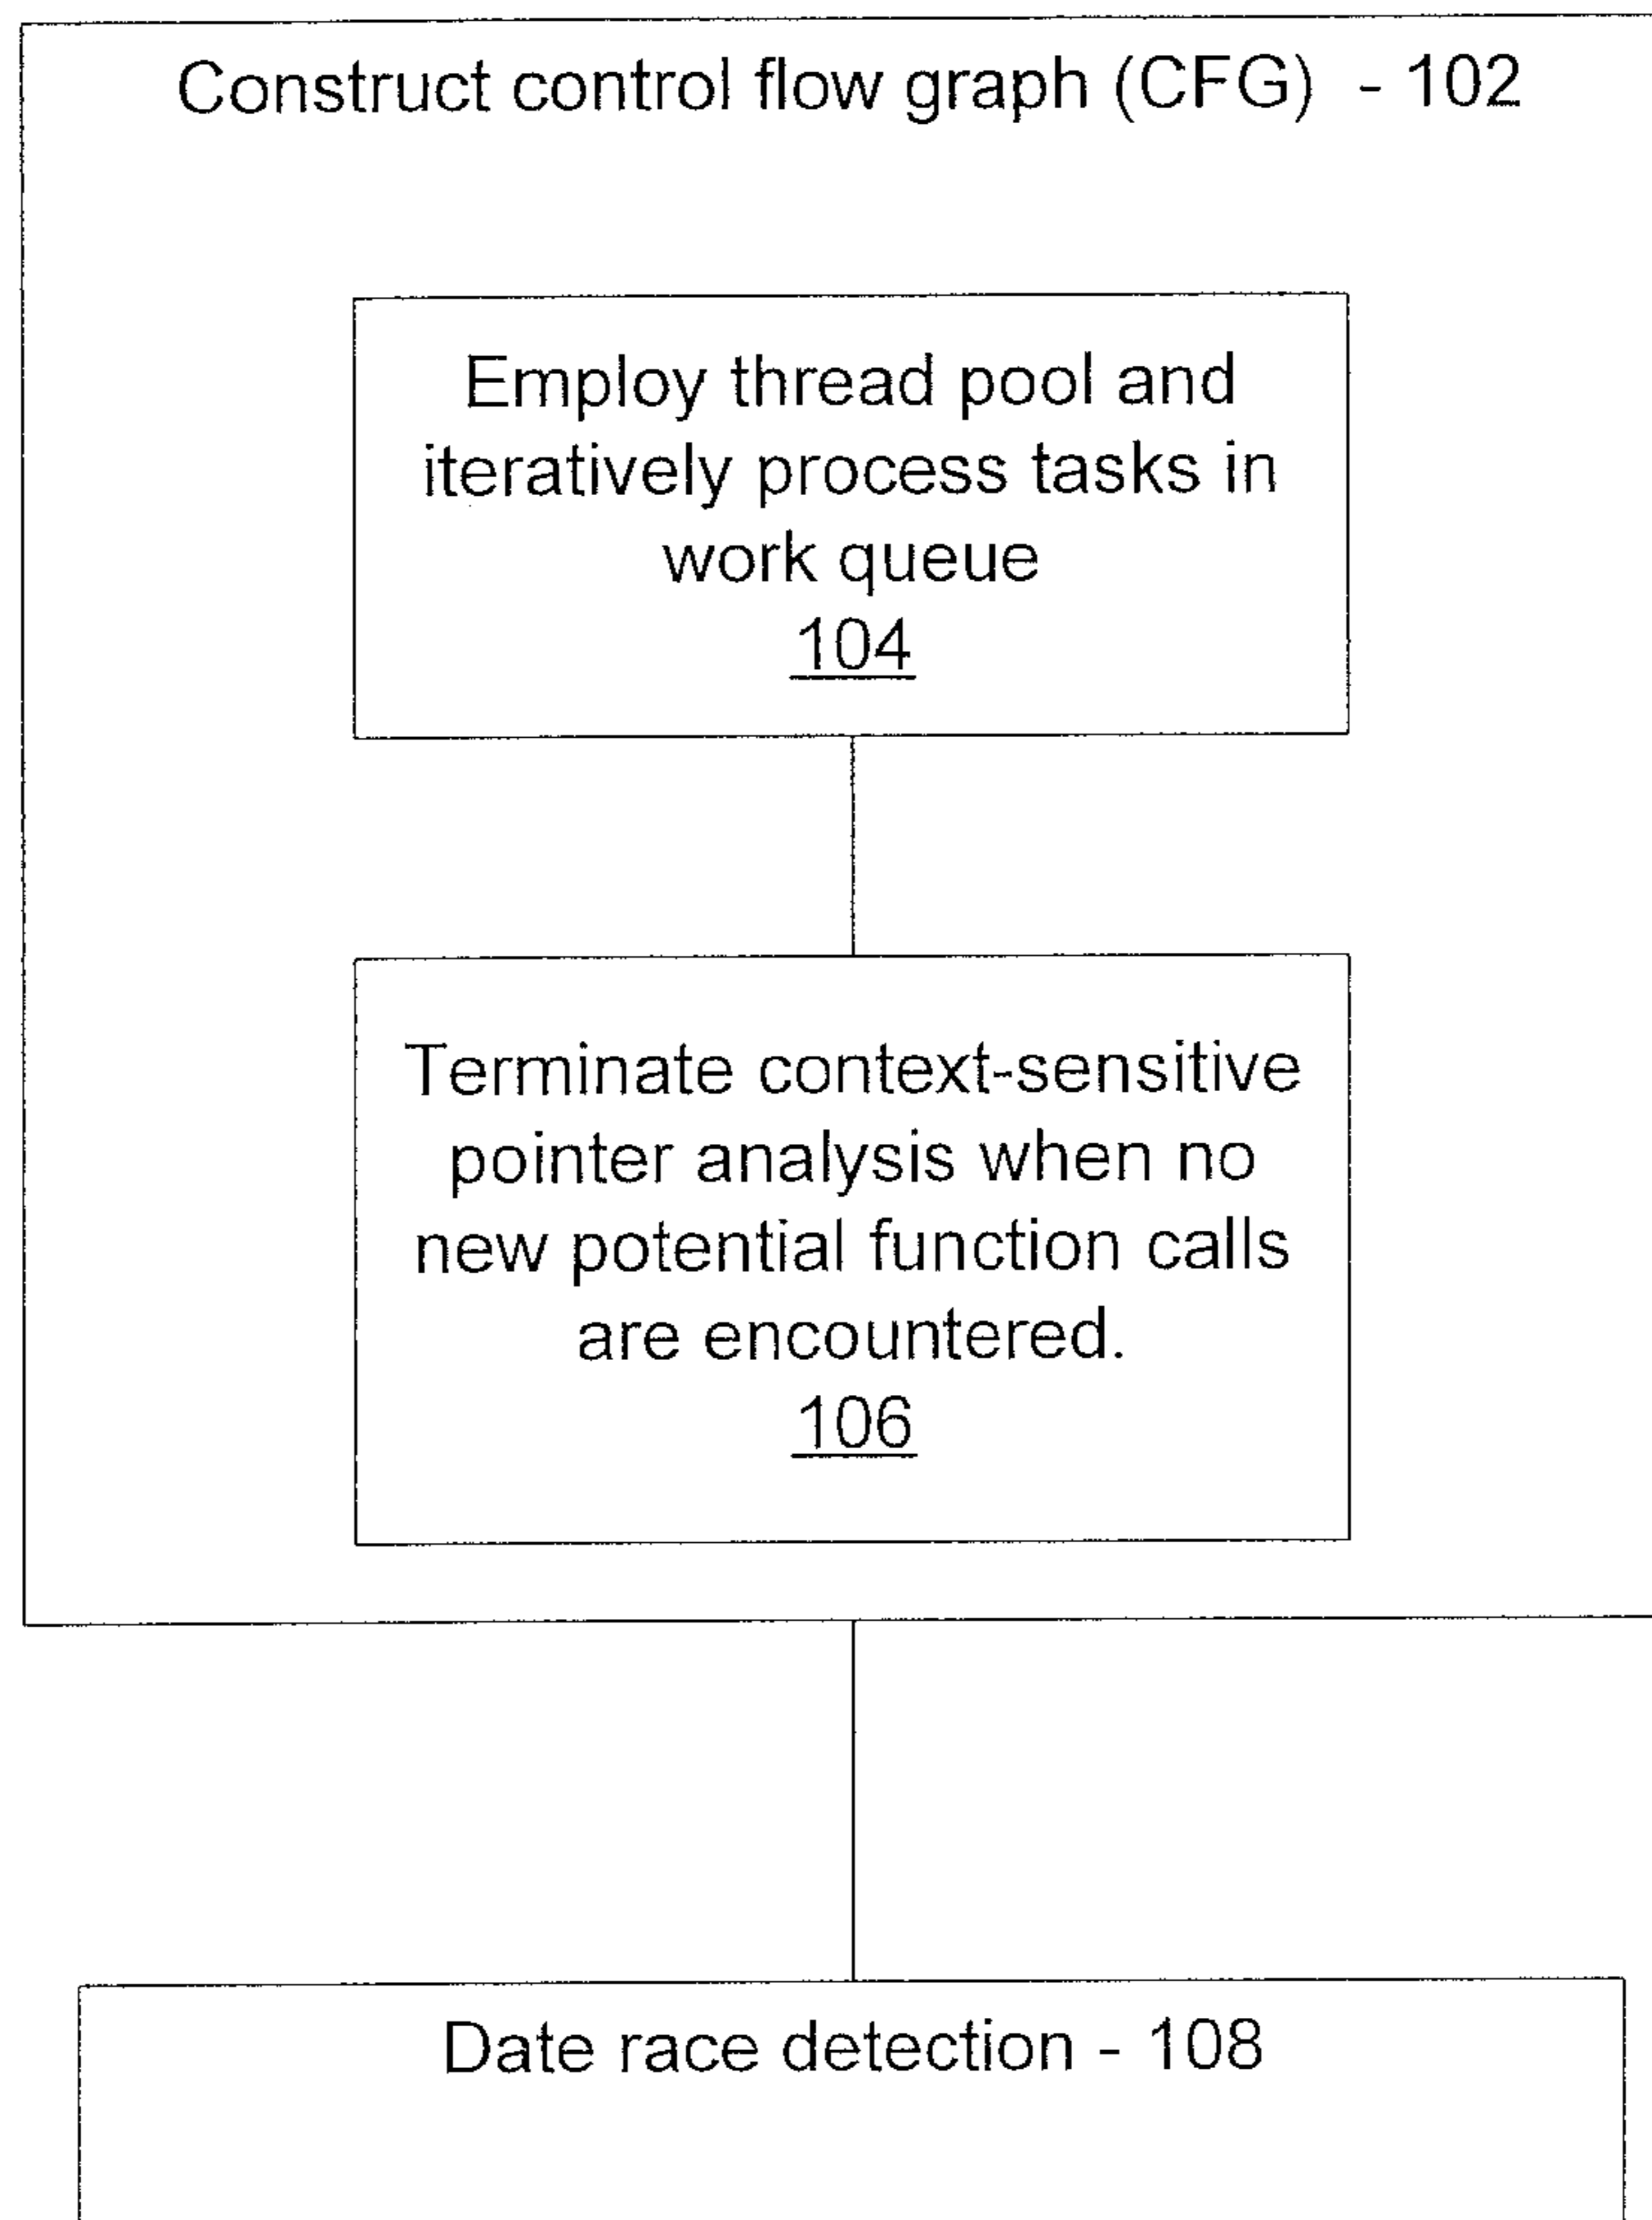 Construct control flow graph (CFG) - 102
Employ thread pool and
iteratively process tasks in
work queue
104
Terminate context-sensitive
pointer analysis when no
new potential function calls
are encountered.
106
Date race detection - 108